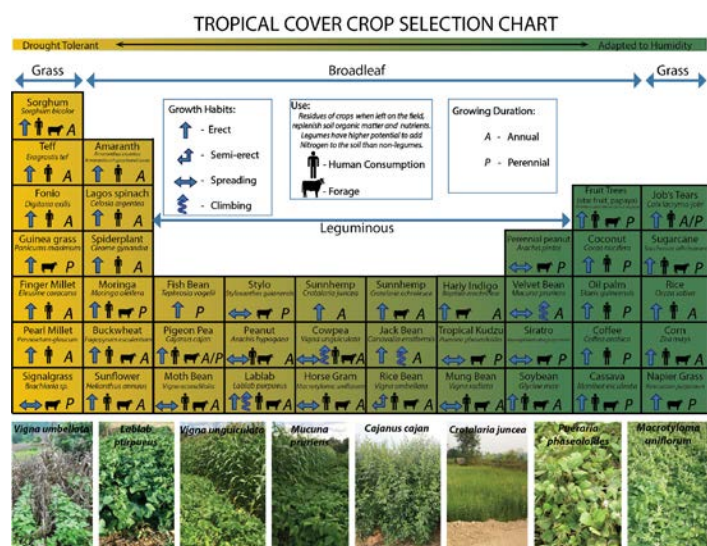 TROPICAL COVER CROP SELECTION CHART
Drought Tolerant
Adapted to Humidity
Grass
Broadleaf
Grass
Sorghum
Sorghum bicolor
A
Growth Habits:
- Erect
- Semi-erect
- Spreading
- Climbing
Use:
Residues of crops when left on the field,
replenish soil organic matter and nutrients.
Legumes have higher potential to add
Nitrogen to the soil than non-legumes.
- Human Consumption
- Forage
Growing Duration:
A - Annual
P - Perennial
Teff
Eragrostis tef
A
Amaranth
A
Fonio
Digitaria exilis
A
Lagos spinach
Celosia argentea
A
Leguminous
Fruit Trees
P
Job's Tears
A/P
Guinea grass
Panicum maximum
P
Spiderplant
Cleome gynandra
A
Perennial peanut
Arachis pintoi
P
Coconut
Cocos nucifera
P
Sugarcane
P
Finger Millet
Eleusine coracana
A
Moringa
Moringa oleifera
P
Fish Bean
Tephrosia vogelii
P
Stylo
Stylosanthes guianensis
P
Sunnhemp
Crotalaria juncea
A
Sunnhemp
Crotalaria ochroleuca
A
Hariy Indigo
A
Velvet Bean
Mucuna pruriens
A
Oil palm
Elaeis guineensis
P
Rice
Oryza sativa
A
Pearl Millet
Pennisetum glaucum
A
Buckwheat
Fagopyrum esculentum
A
Pigeon Pea
Cajanus cajan
A/P
Peanut
Arachis hypogaea
A
Cowpea
Vigna unguiculata
A
Jack Bean
Canavalia ensiformis
A
Tropical Kudzu
P
Siratro
P
Coffee
Coffea arabica
P
Corn
Zea mays
A
Signalgrass
Brachiaria sp.
P
Sunflower
Helianthus annuus
A
Moth Bean
Vigna aconitifolia
A
Lablab
Lablab purpureus
A
Horse Gram
Macrotyloma uniflorum
A
Rice Bean
Vigna umbellata
A
Mung Bean
Vigna radiata
A
Soybean
Glycine max
A
Cassava
Manihot esculenta
P
Napier Grass
P
Vigna umbellata
Lablab
purpureus
Vigna unguiculata
Mucuna
pruriens
Cajanus cajan
Crotalaria juncea
Pueraria
phaseoloides
Macrotyloma
uniflorum